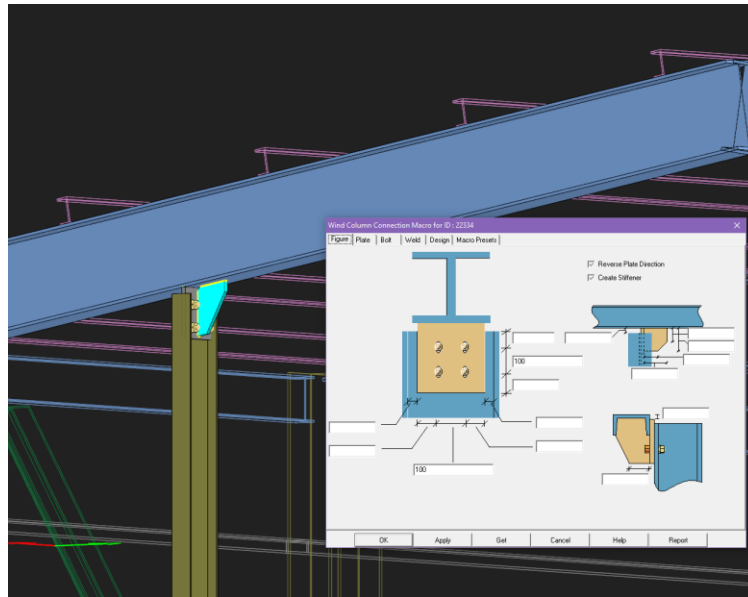 Wind Column Connection Macro for ID : 22334
Figure Plate Bolt Weld Design Macro Presets
Reverse Plate Direction
Create Stiffener
100
100
OK Apply Get Cancel Help Report